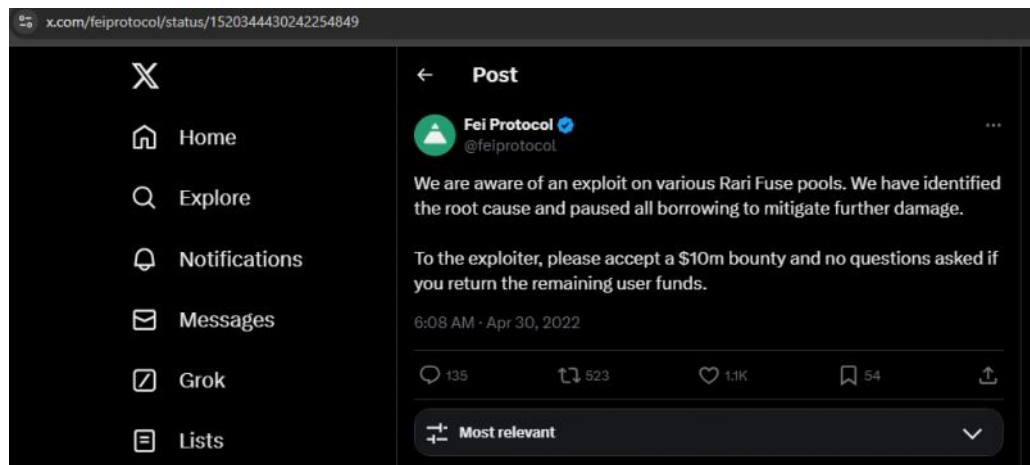 x.com/feiprotocol/status/1520344430242254849
X
Home
Explore
Notifications
Messages
Grok
Lists
Post
Fei Protocol
@feiprotocol
We are aware of an exploit on various Rari Fuse pools. We have identified
the root cause and paused all borrowing to mitigate further damage.
To the exploiter, please accept a $10m bounty and no questions asked if
you return the remaining user funds.
6:08 AM · Apr 30, 2022
135 523 1.1K 54
Most relevant